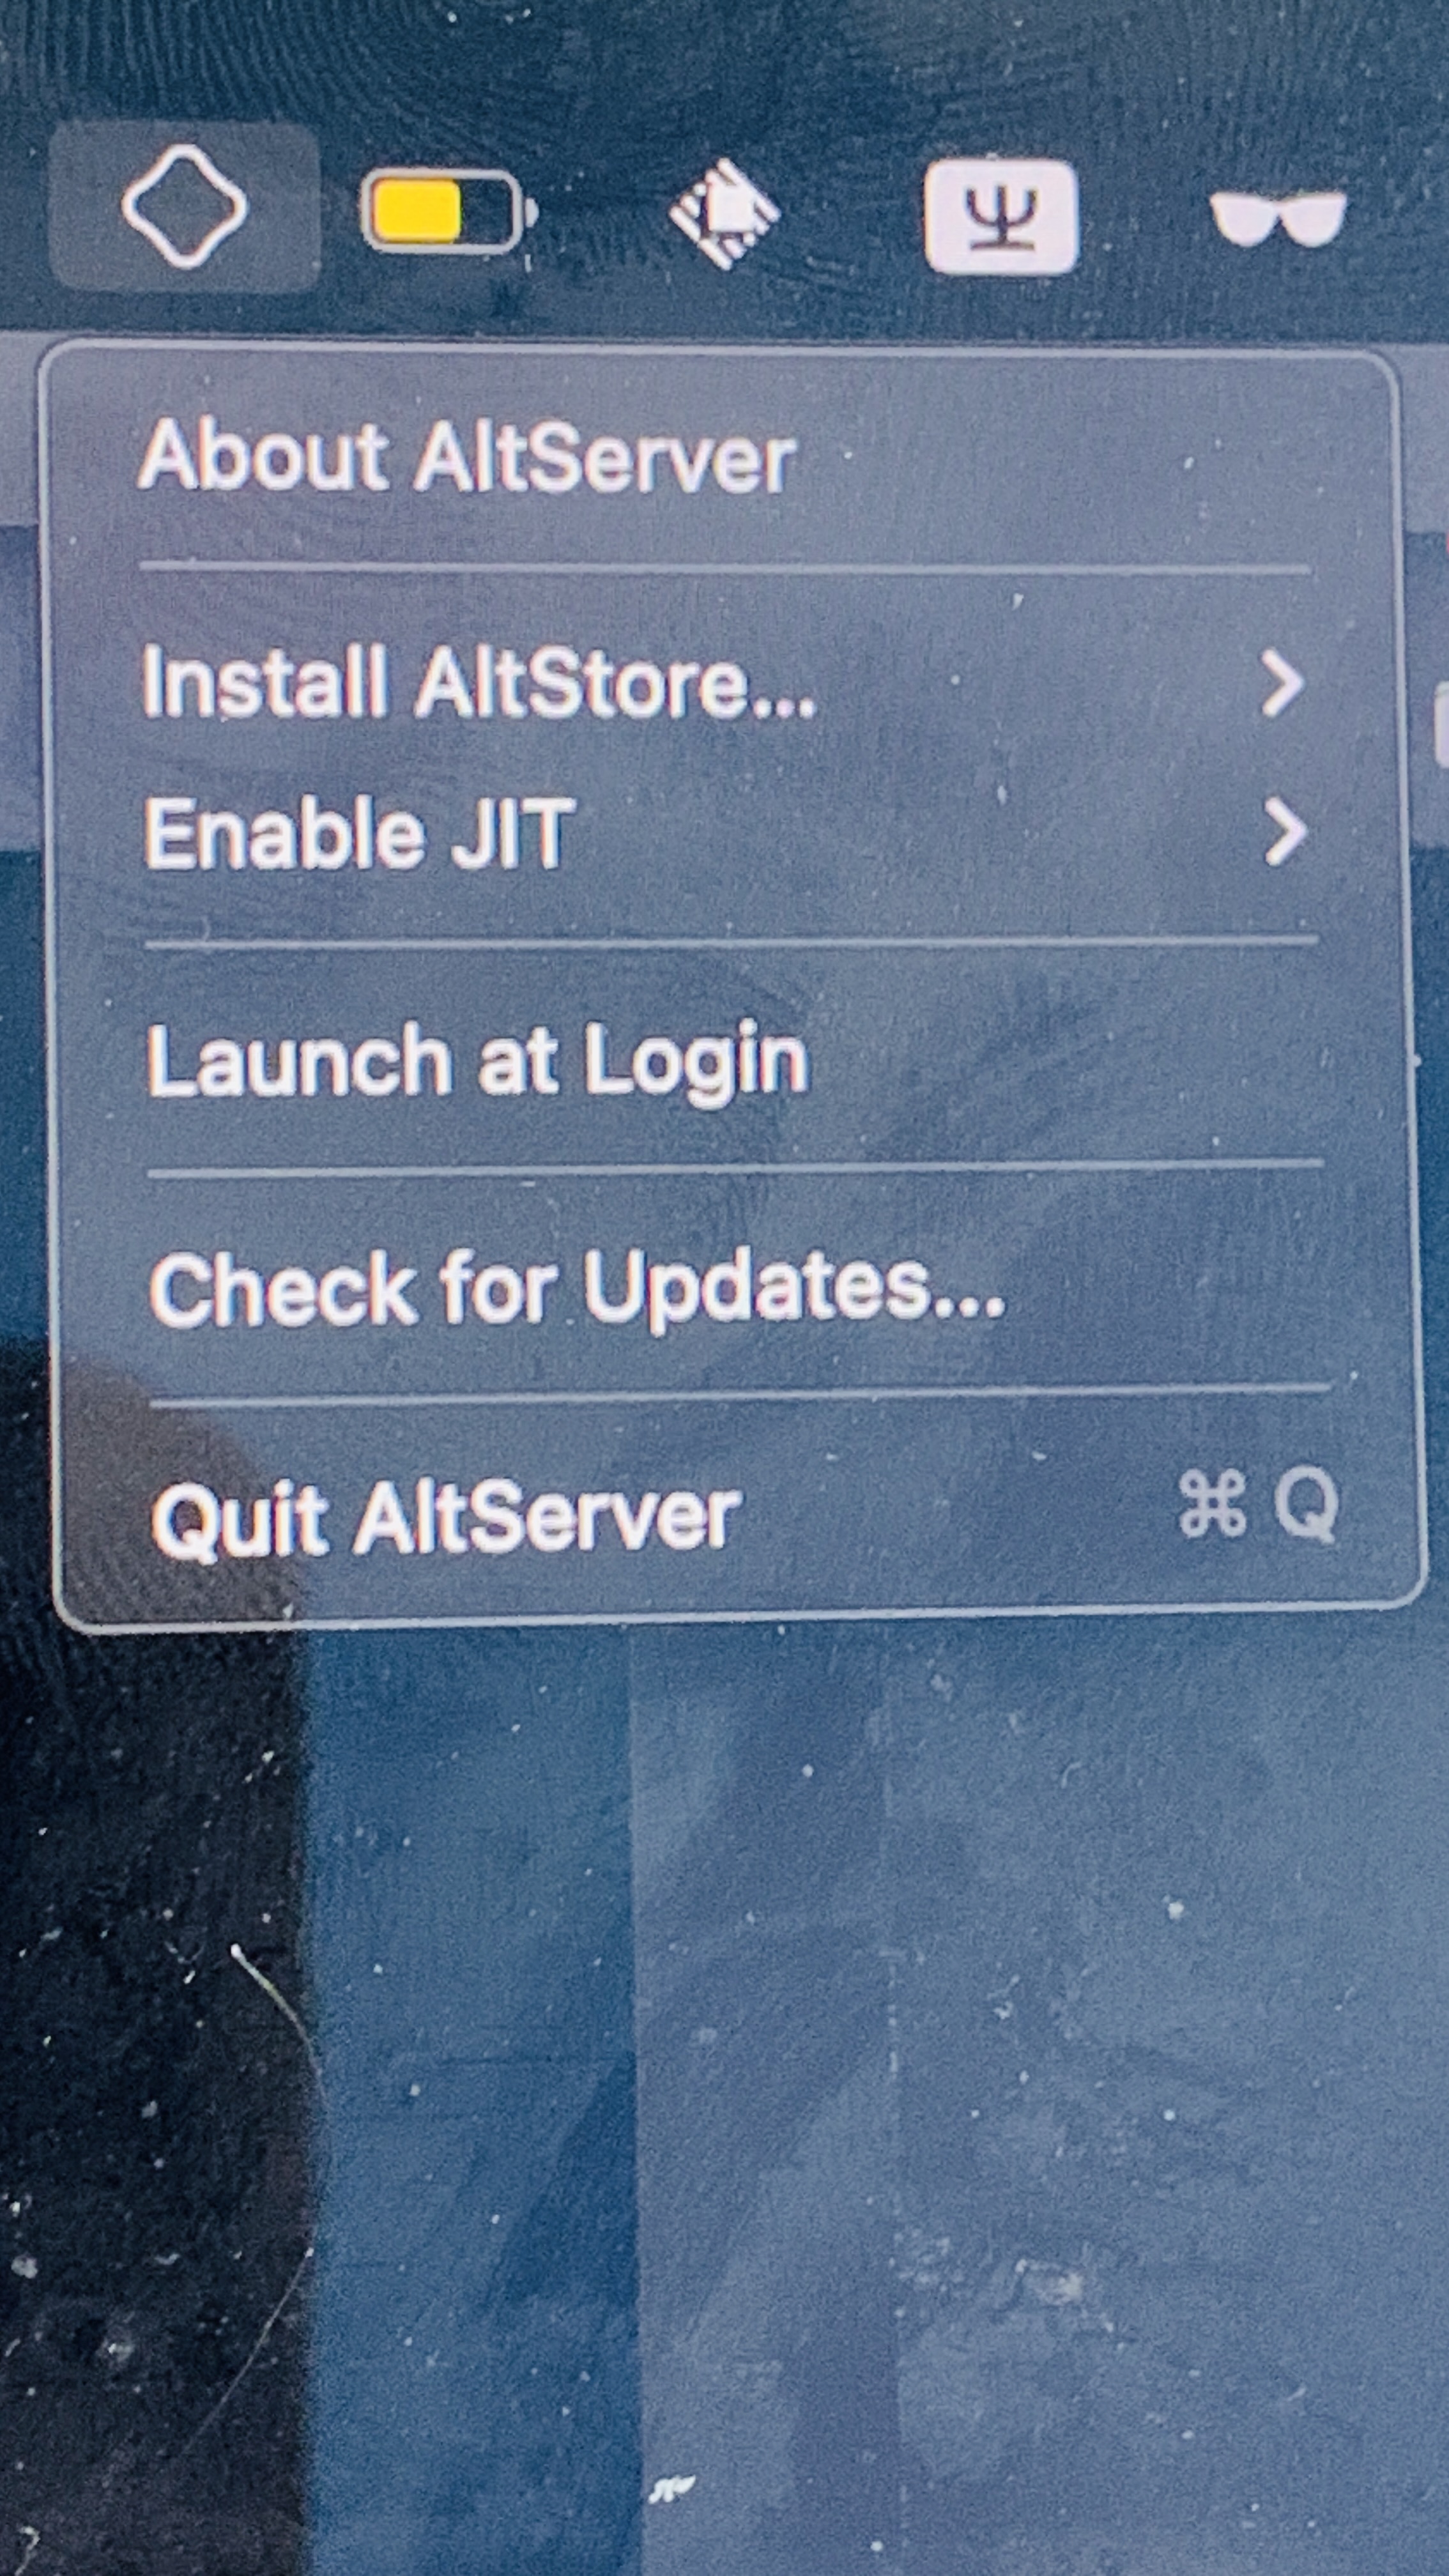 About AltServer
Install AltStore...
Enable JIT
Launch at Login
Check for Updates...
Quit AltServer ⌘ Q